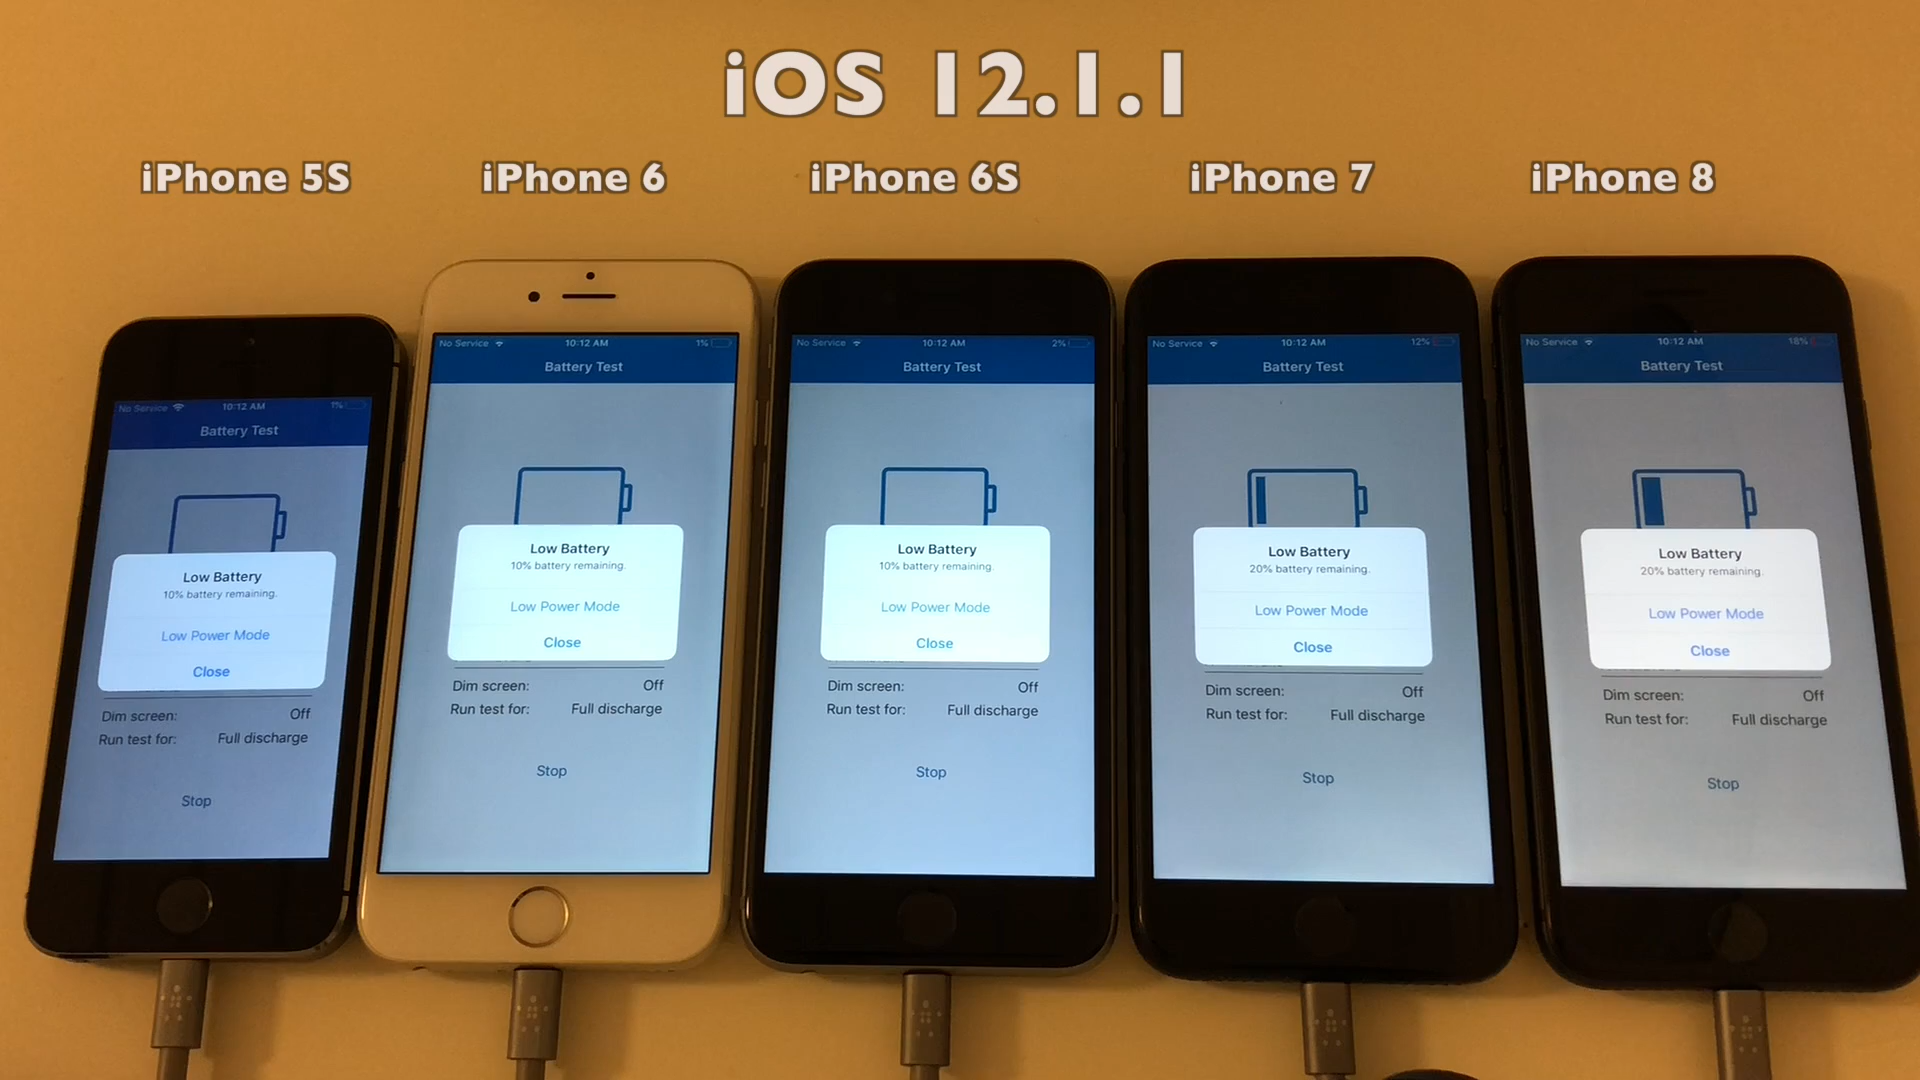 iOS 12.1.1
iPhone 5S
iPhone 6
iPhone 6S
iPhone 7
iPhone 8
No Service 10:12 AM 1%
Battery Test
Low Battery
10% battery remaining.
Low Power Mode
Close
Dim screen: Off
Run test for: Full discharge
Stop
No Service 10:12 AM 1%
Battery Test
Low Battery
10% battery remaining.
Low Power Mode
Close
Dim screen: Off
Run test for: Full discharge
Stop
No Service 10:12 AM 2%
Battery Test
Low Battery
10% battery remaining.
Low Power Mode
Close
Dim screen: Off
Run test for: Full discharge
Stop
No Service 10:12 AM 12%
Battery Test
Low Battery
20% battery remaining.
Low Power Mode
Close
Dim screen: Off
Run test for: Full discharge
Stop
No Service 10:12 AM 18%
Battery Test
Low Battery
20% battery remaining.
Low Power Mode
Close
Dim screen: Off
Run test for: Full discharge
Stop